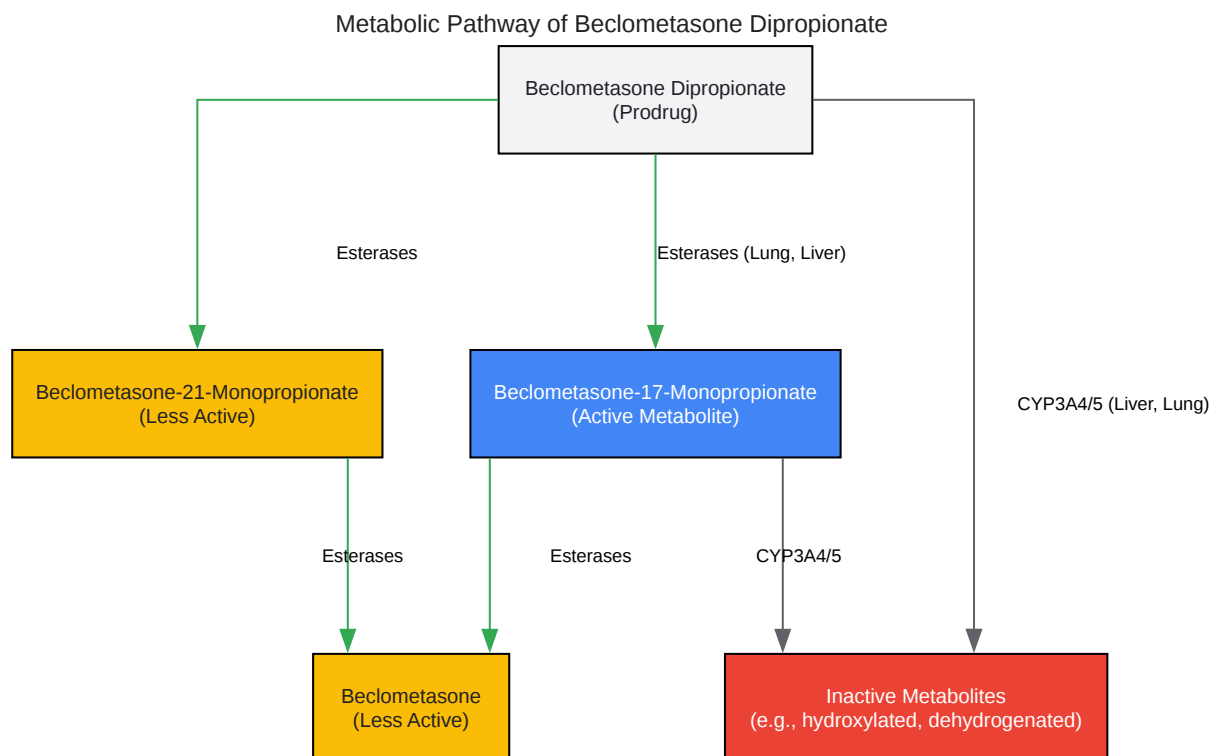 Metabolic Pathway of Beclometasone Dipropionate
Beclometasone Dipropionate
(Prodrug)
Esterases
Esterases (Lung, Liver)
Beclometasone-21-Monopropionate
(Less Active)
Beclometasone-17-Monopropionate
(Active Metabolite)
CYP3A4/5 (Liver, Lung)
Esterases
Esterases
CYP3A4/5
Beclometasone
(Less Active)
Inactive Metabolites
(e.g., hydroxylated, dehydrogenated)